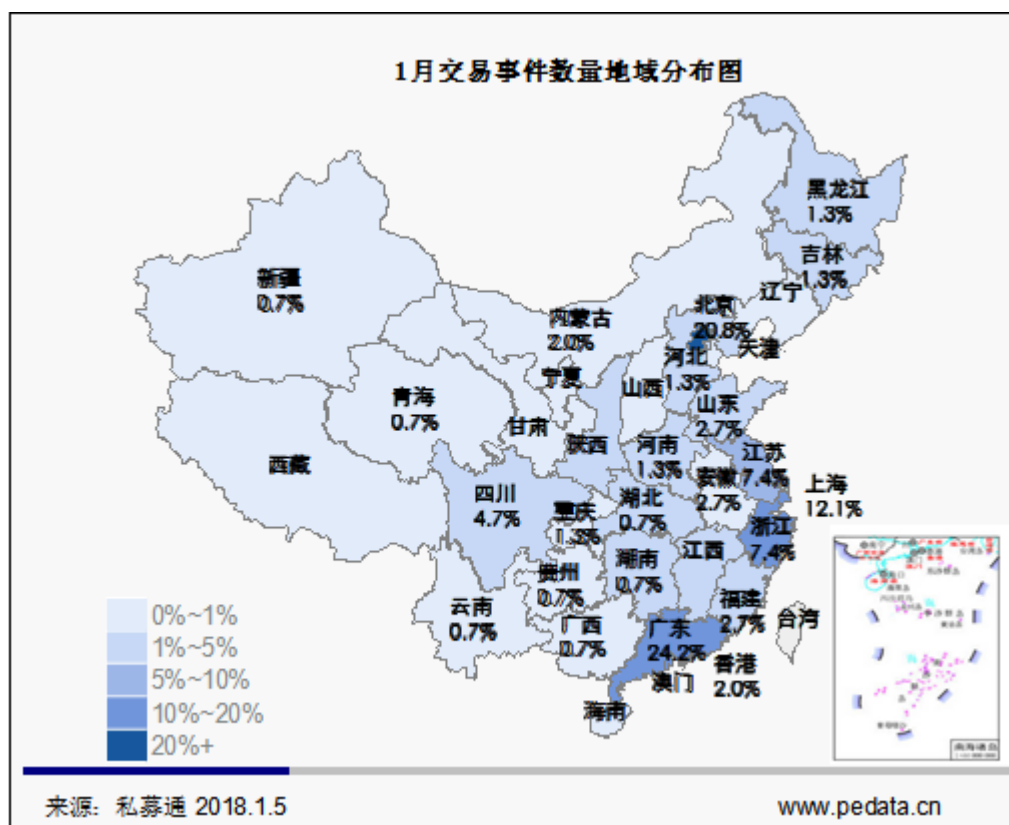 1月交易事件数量地域分布图
黑龙江
1.3%
吉林
1.3%
辽宁
新疆
0.7%
内蒙古
2.0%
北京
20.8%
天津
河北
1.3%
宁夏
山西
山东
2.7%
青海
0.7%
甘肃
陕西
河南
1.3%
江苏
7.4%
西藏
安徽
2.7%
上海
12.1%
四川
4.7%
重庆
1.3%
湖北
0.7%
浙江
7.4%
湖南
0.7%
江西
贵州
0.7%
云南
0.7%
广西
0.7%
福建
2.7%
台湾
广东
24.2%
澳门
香港
2.0%
海南
0%~1%
1%~5%
5%~10%
10%~20%
20%+
南海诸岛
来源：私募通 2018.1.5
www.pedata.cn